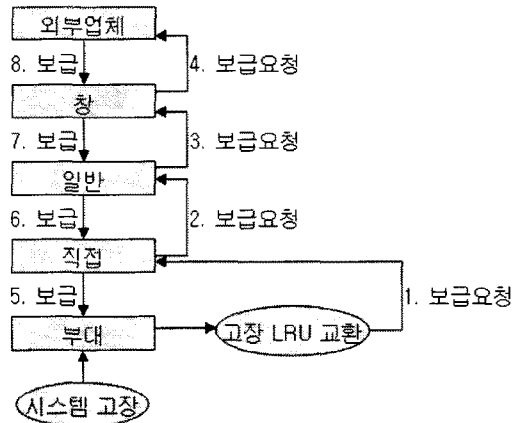 외부업체
8. 보급
4. 보급요청
창
7. 보급
3. 보급요청
일반
6. 보급
2. 보급요청
직접
5. 보급
1. 보급요청
부대
고장 LRU 교환
시스템 고장